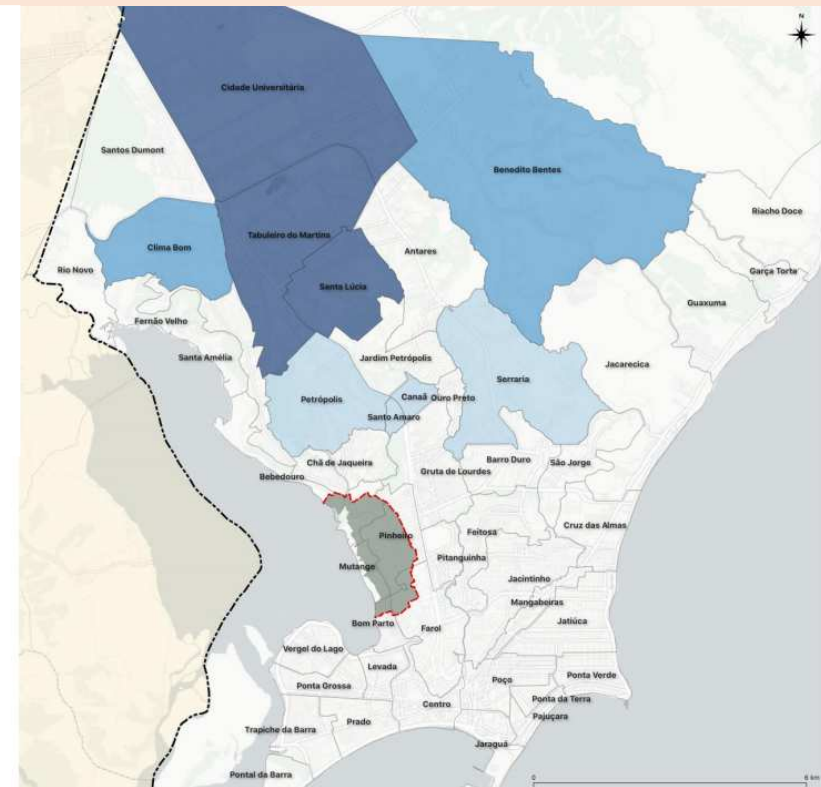 N
Cidade Universitária
Santos Dumont
Benedito Bentes
Riacho Doce
Tabuleiro do Martins
Clima Bom
Antares
Rio Novo
Garça Torta
Santa Lúcia
Guaxuma
Fernão Velho
Santa Amélia
Jardim Petrópolis
Jacarecica
Serraria
Petrópolis
Canaã
Ouro Preto
Santo Amaro
Chã de Jaqueira
Barro Duro
São Jorge
Gruta de Lourdes
Bebedouro
Cruz das Almas
Feitosa
Pinheiro
Pitanguinha
Mutange
Jacintinho
Mangabeiras
Bom Parto
Farol
Jatiúca
Vergel do Lago
Levada
Ponta Verde
Poço
Ponta Grossa
Ponta da Terra
Centro
Pajuçara
Prado
Trapiche da Barra
Jaraguá
Pontal da Barra
0
6 km